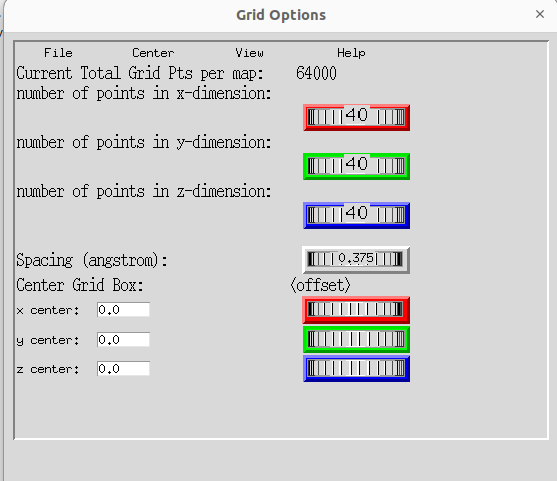 Grid Options
File Center View Help
Current Total Grid Pts per map: 64000
number of points in x-dimension:
40
number of points in y-dimension:
40
number of points in z-dimension:
40
Spacing (angstrom): 0.375
Center Grid Box: <offset>
x center: 0.0
y center: 0.0
z center: 0.0